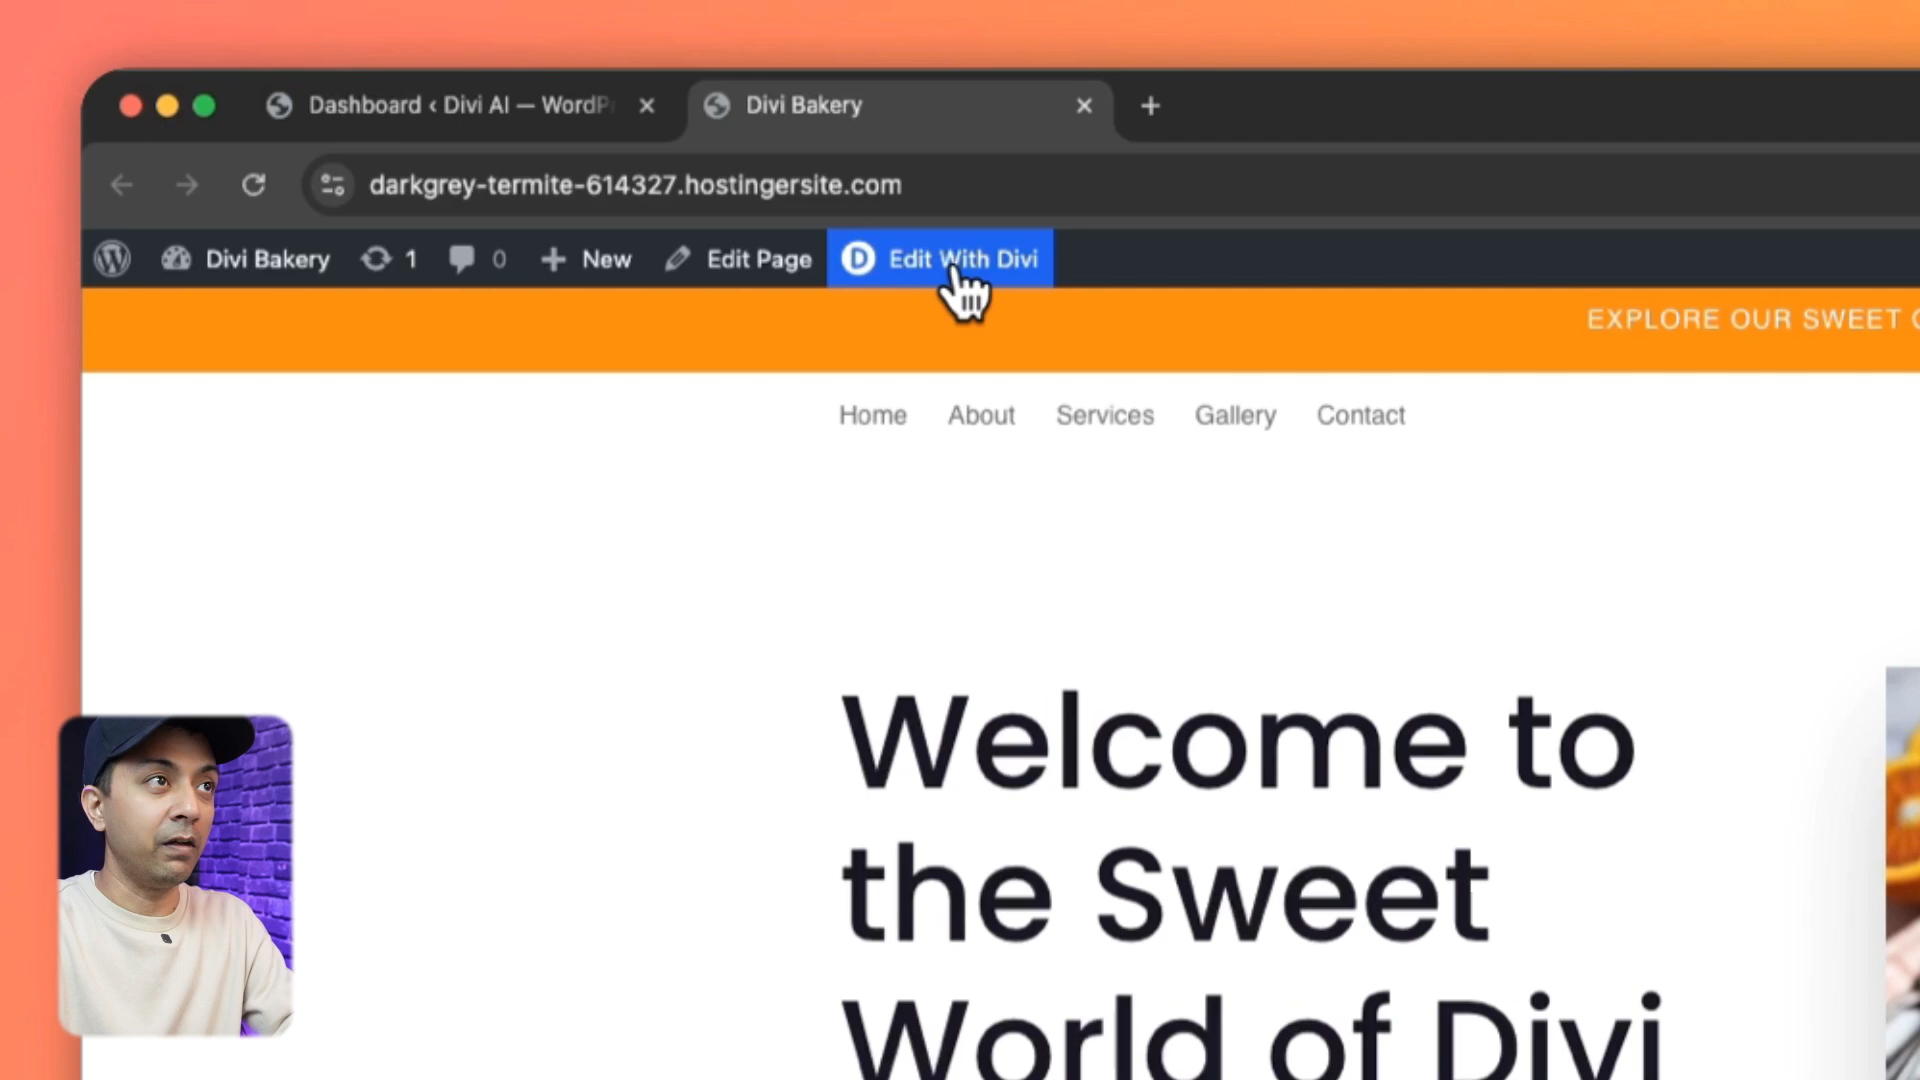 Dashboard ‹ Divi AI — WordPr
Divi Bakery
darkgrey-termite-614327.hostingersite.com
Divi Bakery 1 0 New Edit Page D Edit With Divi
EXPLORE OUR SWEET
Home About Services Gallery Contact
Welcome to
the Sweet
World of Divi